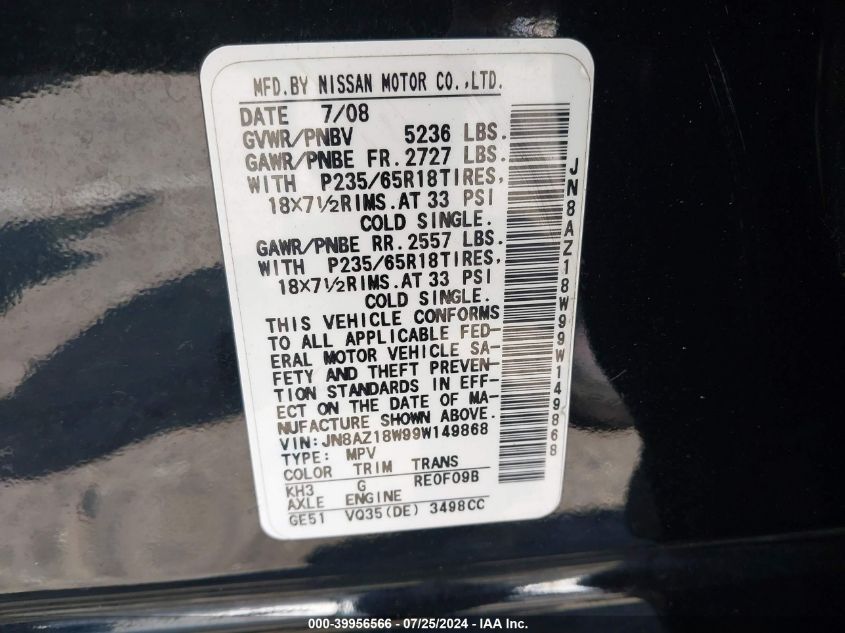 MFD.BY NISSAN MOTOR CO.,LTD.
DATE 7/08
GVWR/PNBV 5236 LBS.
GAWR/PNBE FR.2727 LBS.
WITH P235/65R18TIRES,
18X7½RIMS.AT 33 PSI
COLD SINGLE.
GAWR/PNBE RR.2557 LBS.
WITH P235/65R18TIRES,
18X7½RIMS.AT 33 PSI
COLD SINGLE.
THIS VEHICLE CONFORMS
TO ALL APPLICABLE FED-
ERAL MOTOR VEHICLE SA-
FETY AND THEFT PREVEN-
TION STANDARDS IN EFF-
ECT ON THE DATE OF MA-
NUFACTURE SHOWN ABOVE.
VIN:JN8AZ18W99W149868
TYPE: MPV
COLOR TRIM TRANS
KH3 G RE0F09B
AXLE ENGINE
GE51 VQ35(DE) 3498CC
JN8AZ18W99W149868
000-39956566 - 07/25/2024 - IAA Inc.